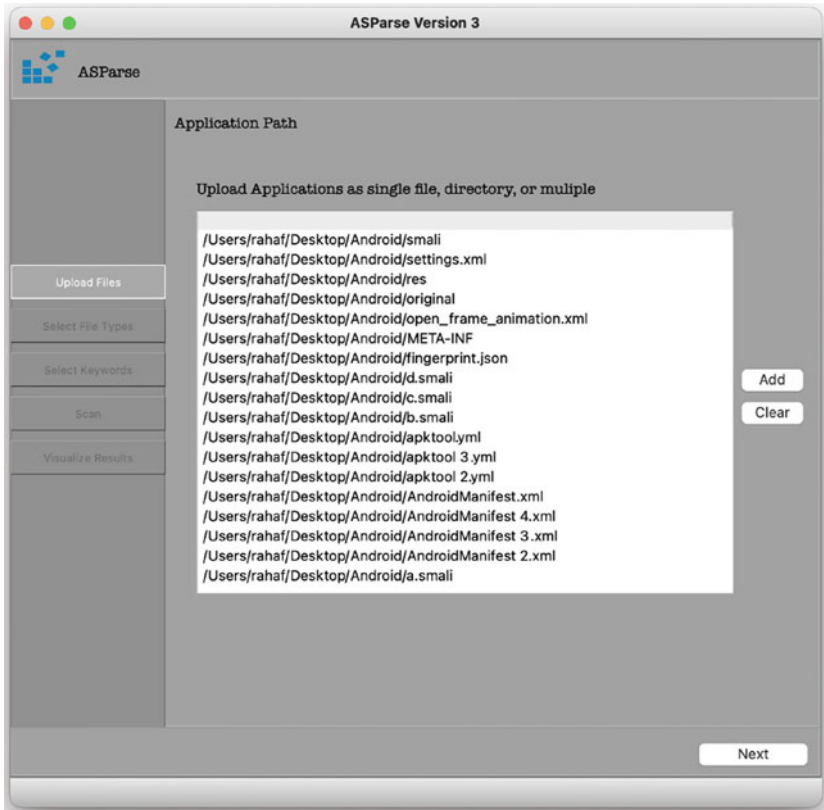 ASParse Version 3
ASParse
Application Path
Upload Applications as single file, directory, or muliple
/Users/rahaf/Desktop/Android/smali
/Users/rahaf/Desktop/Android/settings.xml
/Users/rahaf/Desktop/Android/res
/Users/rahaf/Desktop/Android/original
/Users/rahaf/Desktop/Android/open_frame_animation.xml
/Users/rahaf/Desktop/Android/META-INF
/Users/rahaf/Desktop/Android/fingerprint.json
/Users/rahaf/Desktop/Android/d.smali
/Users/rahaf/Desktop/Android/c.smali
/Users/rahaf/Desktop/Android/b.smali
/Users/rahaf/Desktop/Android/apktool.yml
/Users/rahaf/Desktop/Android/apktool 3.yml
/Users/rahaf/Desktop/Android/apktool 2.yml
/Users/rahaf/Desktop/Android/AndroidManifest.xml
/Users/rahaf/Desktop/Android/AndroidManifest 4.xml
/Users/rahaf/Desktop/Android/AndroidManifest 3.xml
/Users/rahaf/Desktop/Android/AndroidManifest 2.xml
/Users/rahaf/Desktop/Android/a.smali
Upload Files
Select File Types
Select Keywords
Scan
Visualize Results
Add
Clear
Next